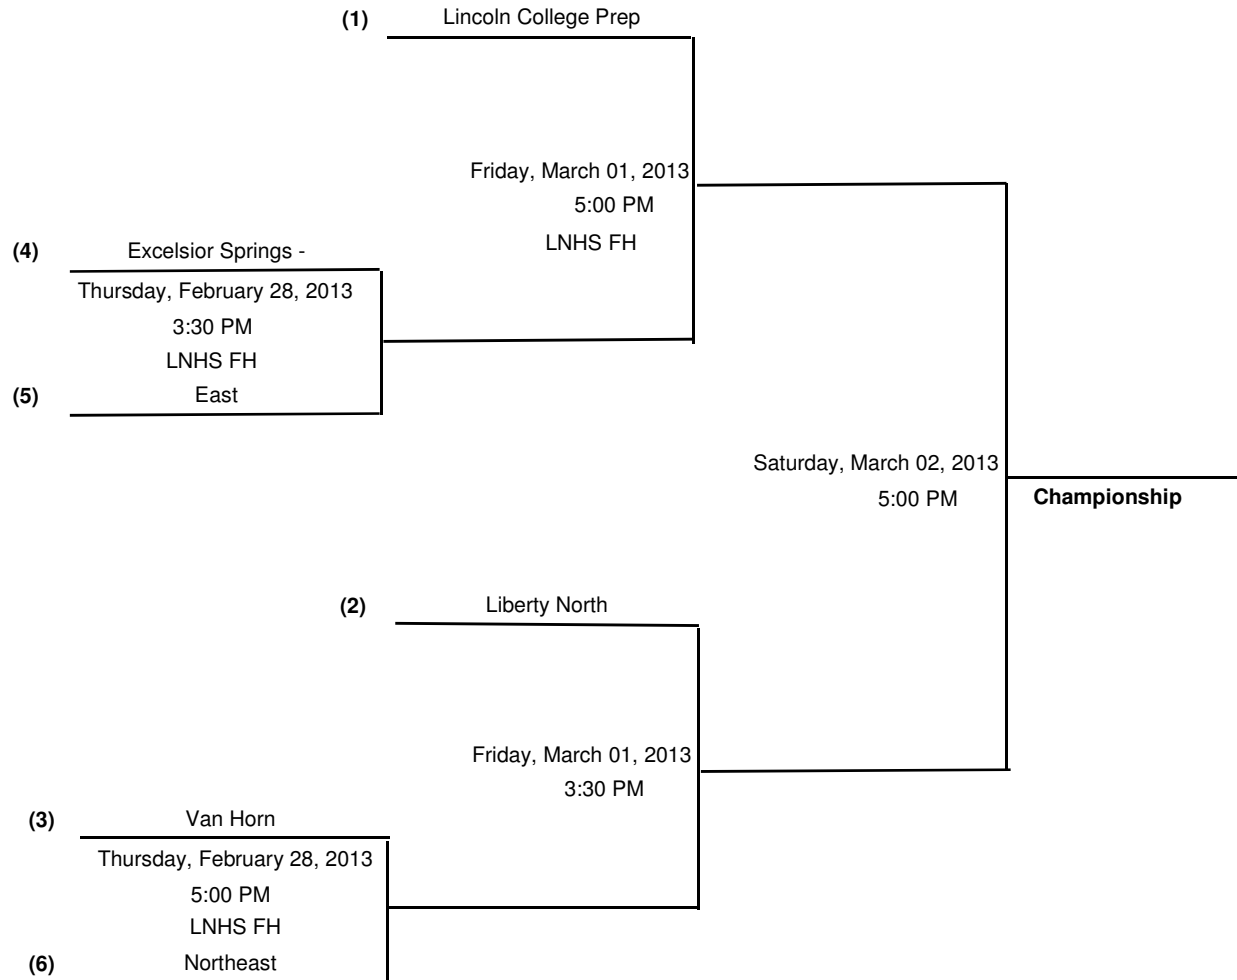 (1) Lincoln College Prep
Friday, March 01, 2013
5:00 PM
LNHS FH
(4) Excelsior Springs -
Thursday, February 28, 2013
3:30 PM
LNHS FH
(5) East
Saturday, March 02, 2013
5:00 PM
Championship
(2) Liberty North
Friday, March 01, 2013
3:30 PM
(3) Van Horn
Thursday, February 28, 2013
5:00 PM
LNHS FH
(6) Northeast